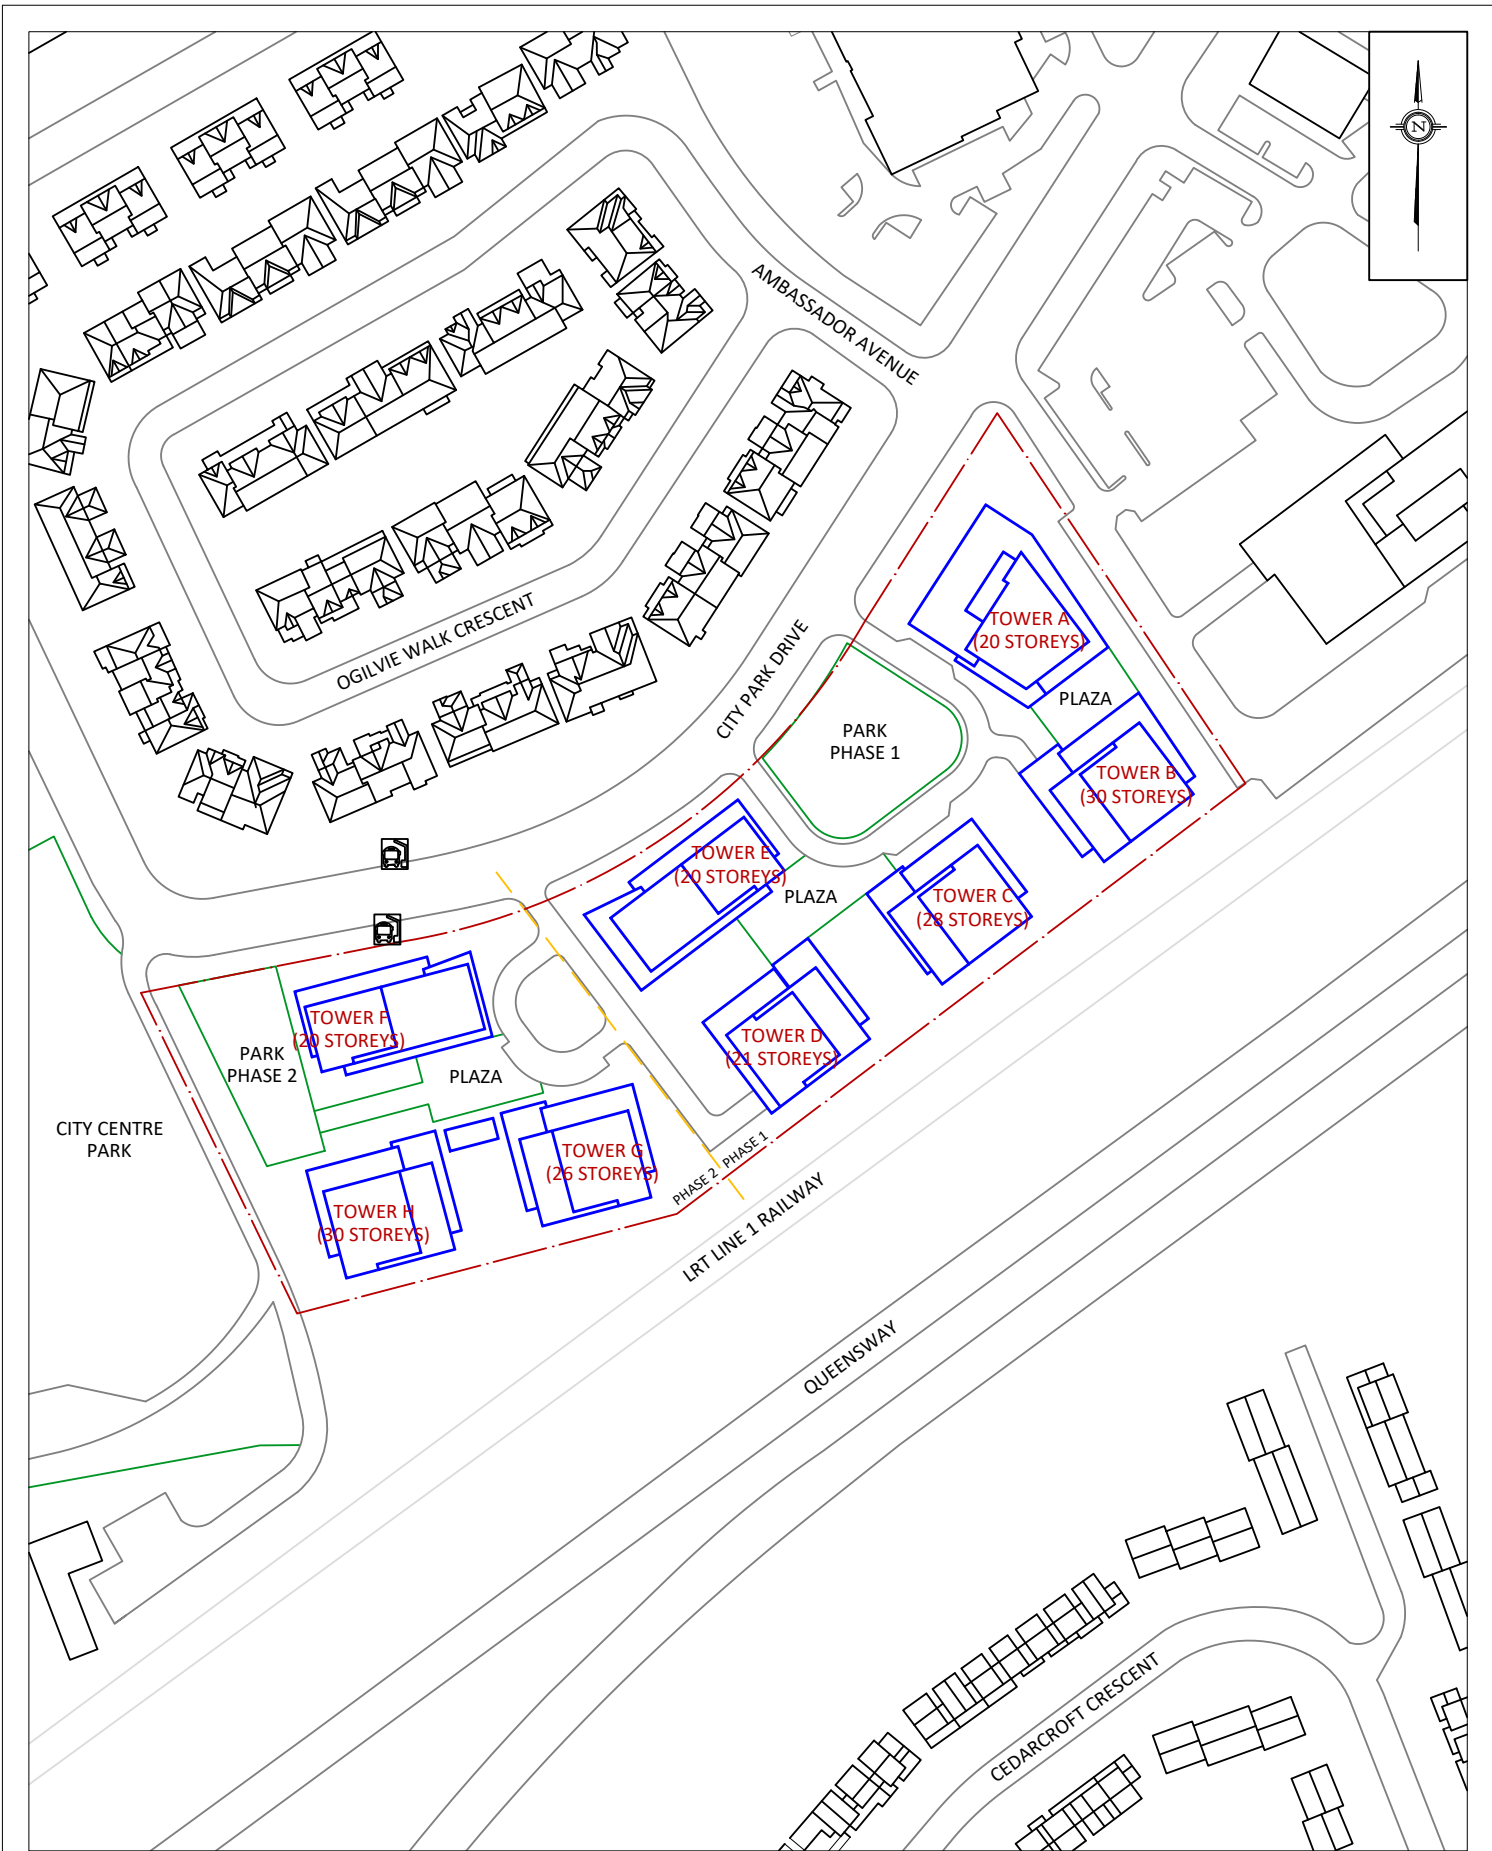 N
AMBASSADOR AVENUE
OGILVIE WALK CRESCENT
CITY PARK DRIVE
TOWER A
(20 STOREYS)
PLAZA
PARK
PHASE 1
TOWER B
(30 STOREYS)
TOWER E
(20 STOREYS)
PLAZA
TOWER C
(28 STOREYS)
TOWER F
(20 STOREYS)
PARK
PHASE 2
PLAZA
TOWER D
(21 STOREYS)
CITY CENTRE
PARK
TOWER G
(26 STOREYS)
PHASE 2
PHASE 1
TOWER H
(30 STOREYS)
LRT LINE 1 RAILWAY
QUEENSWAY
CEDARCROFT CRESCENT